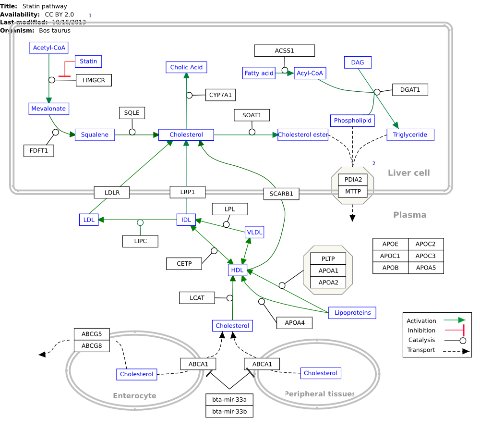 Title: Statin pathway
Availability: CC BY 2.0
1
Last modified: 10/18/2013
Organism: Bos taurus
Acetyl-CoA
Statin
HMGCR
Mevalonate
FDFT1
Squalene
SQLE
Cholesterol
Cholic Acid
CYP7A1
SOAT1
Cholesterol ester
ACSS1
Fatty acid
Acyl-CoA
DAG
DGAT1
Phospholipid
Triglyceride
2
Liver cell
PDIA2
MTTP
LDLR
LRP1
SCARB1
Plasma
LDL
IDL
LPL
VLDL
LIPC
CETP
HDL
PLTP
APOA1
APOA2
APOE
APOC2
APOC1
APOC3
APOB
APOA5
LCAT
APOA4
Lipoproteins
Cholesterol
ABCG5
ABCG8
Cholesterol
Enterocyte
ABCA1
ABCA1
Cholesterol
Peripheral tissues
bta-mir-33a
bta-mir-33b
Activation
Inhibition
Catalysis
Transport